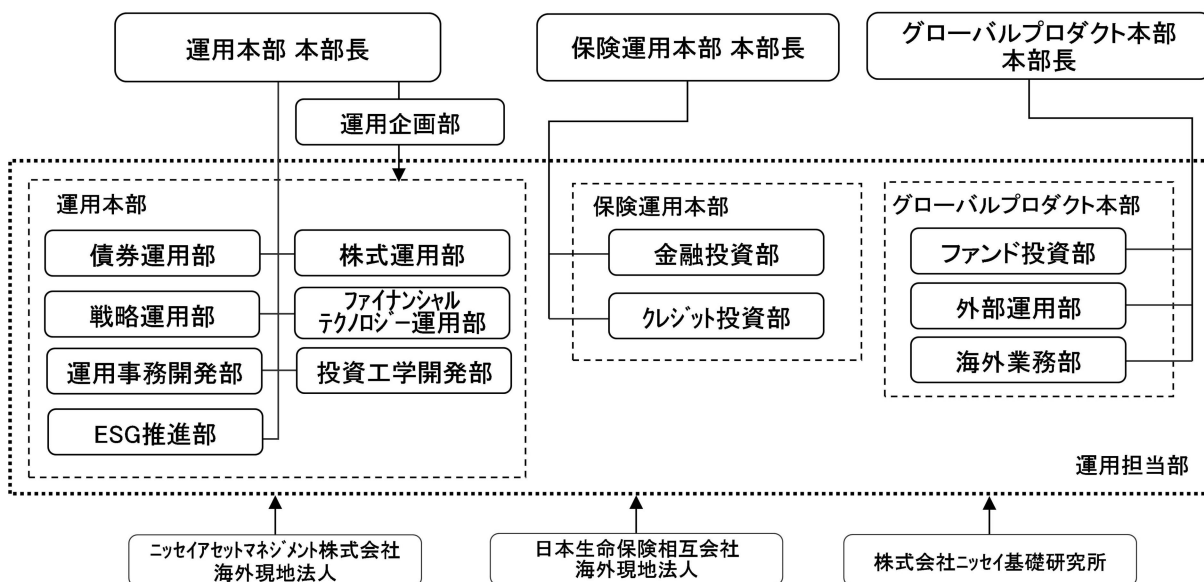 運用本部 本部長
保険運用本部 本部長
グローバルプロダクト本部
本部長
運用企画部
運用本部
債券運用部
株式運用部
戦略運用部
ファイナンシャル
テクノロジー運用部
運用事務開発部
投資工学開発部
ESG推進部
保険運用本部
金融投資部
クレジット投資部
グローバルプロダクト本部
ファンド投資部
外部運用部
海外業務部
運用担当部
ニッセイアセットマネジメント株式会社
海外現地法人
日本生命保険相互会社
海外現地法人
株式会社ニッセイ基礎研究所